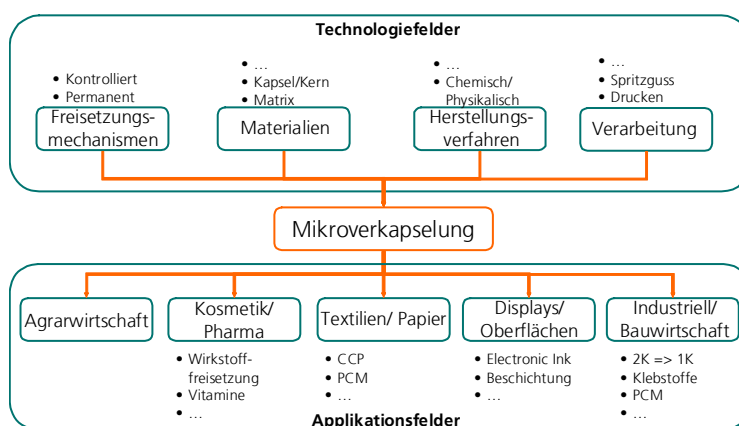 Technologiefelder
• Kontrolliert
• Permanent
Freisetzungs-
mechanismen
• …
• Kapsel/Kern
• Matrix
Materialien
• …
• Chemisch/
Physikalisch
Herstellungs-
verfahren
• …
• Spritzguss
• Drucken
Verarbeitung
Mikroverkapselung
Agrarwirtschaft
Kosmetik/
Pharma
• Wirkstoff-
freisetzung
• Vitamine
• …
Textilien/ Papier
• CCP
• PCM
• …
Displays/
Oberflächen
• Electronic Ink
• Beschichtung
• …
Industriell/
Bauwirtschaft
• 2K => 1K
• Klebstoffe
• PCM
• …
Applikationsfelder